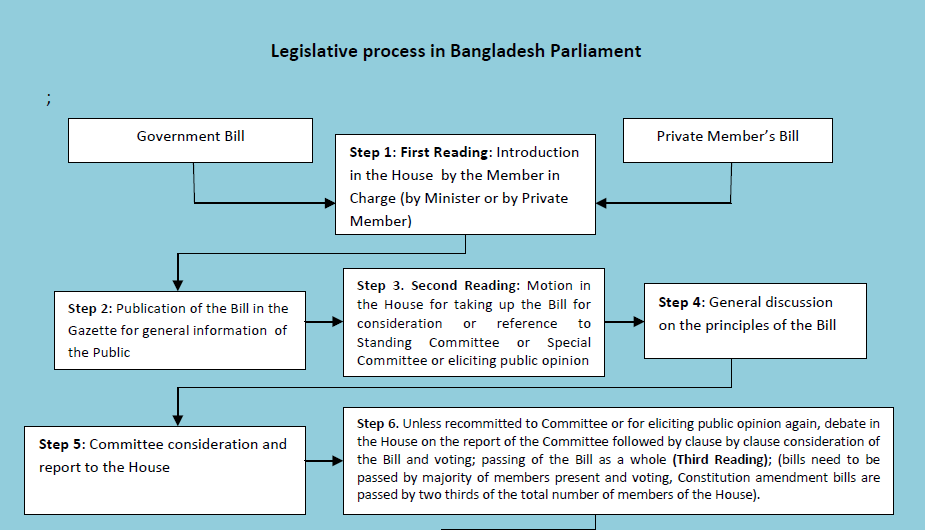 Legislative process in Bangladesh Parliament
;
Government Bill
Private Member’s Bill
Step 1: First Reading: Introduction
in the House by the Member in
Charge (by Minister or by Private
Member)
Step 2: Publication of the Bill in the
Gazette for general information of
the Public
Step 3. Second Reading: Motion in
the House for taking up the Bill for
consideration or reference to
Standing Committee or Special
Committee or eliciting public opinion
Step 4: General discussion
on the principles of the Bill
Step 5: Committee consideration and
report to the House
Step 6. Unless recommitted to Committee or for eliciting public opinion again, debate in
the House on the report of the Committee followed by clause by clause consideration of
the Bill and voting; passing of the Bill as a whole (Third Reading); (bills need to be
passed by majority of members present and voting, Constitution amendment bills are
passed by two thirds of the total number of members of the House).